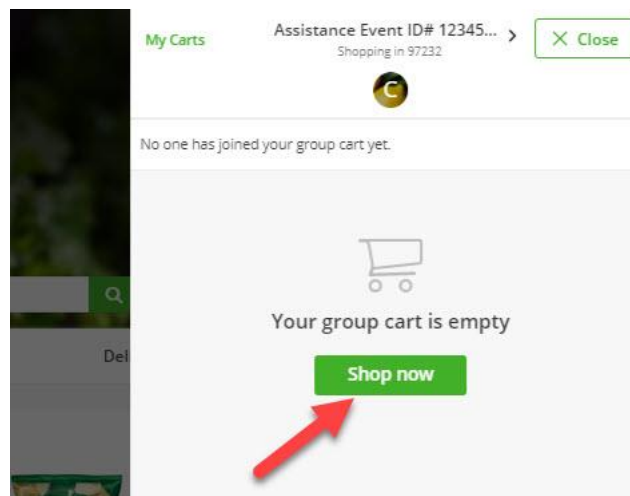 My Carts
Assistance Event ID# 12345... >
Shopping in 97232
X Close
C
No one has joined your group cart yet.
Del
Your group cart is empty
Shop now